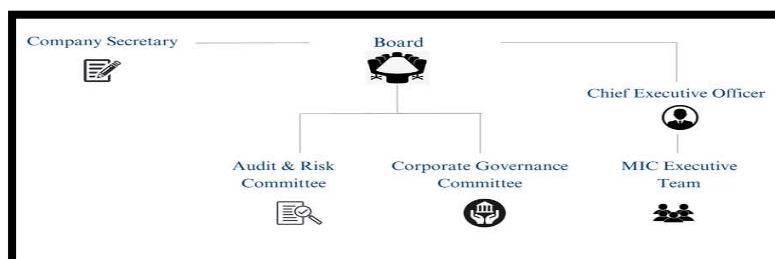 Company Secretary
Board
Chief Executive Officer
Audit & Risk
Committee
Corporate Governance
Committee
MIC Executive
Team